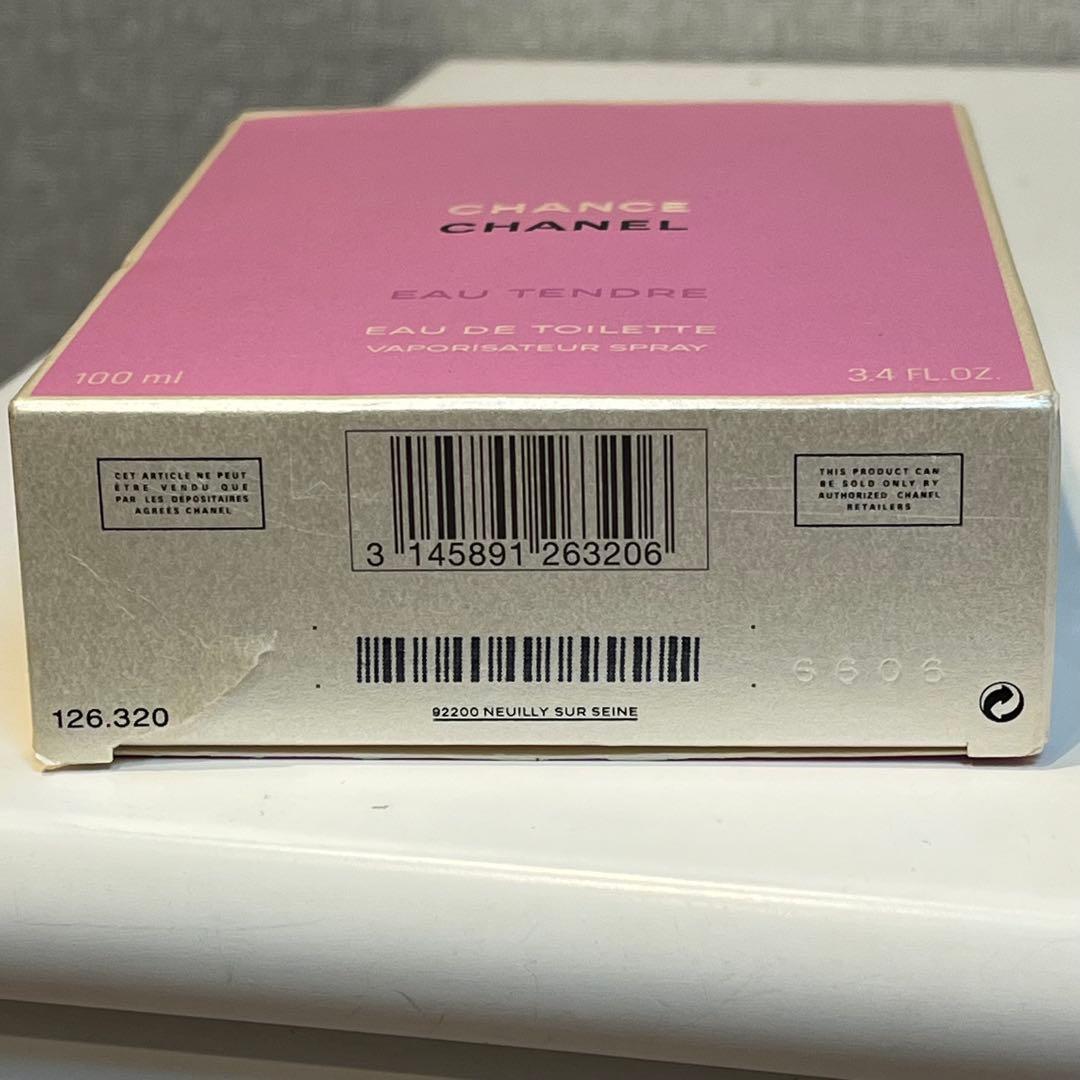 CHANCE
CHANEL
EAU TENDRE
EAU DE TOILETTE
VAPORISATEUR SPRAY
100 ml
3.4 FL.OZ.
CET ARTICLE NE PEUT
ÊTRE VENDU QUE
PAR LES DÉPOSITAIRES
AGRÉÉS CHANEL
3 145891 263206
THIS PRODUCT CAN
BE SOLD ONLY BY
AUTHORIZED CHANEL
RETAILERS
6606
126.320
92200 NEUILLY SUR SEINE